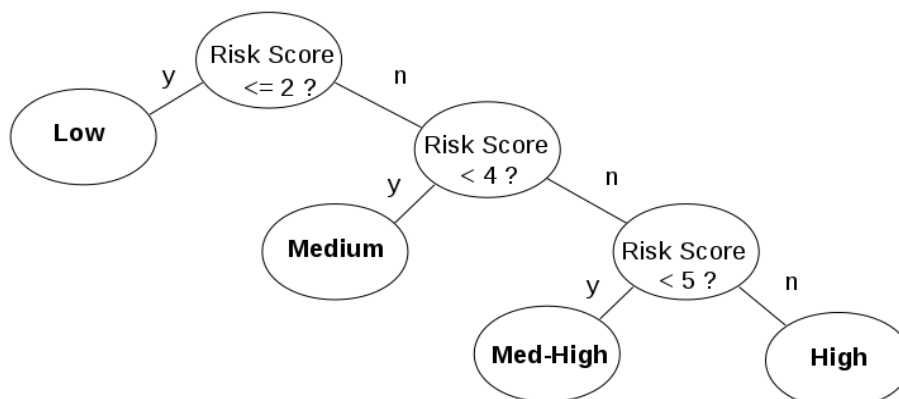 Risk Score
<= 2 ?
y
n
Low
Risk Score
< 4 ?
y
n
Medium
Risk Score
< 5 ?
y
n
Med-High
High